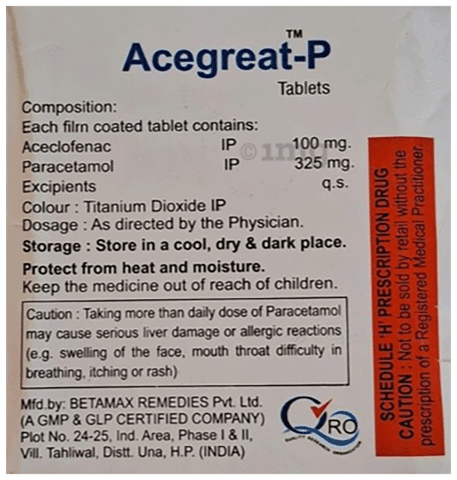 Acegreat-P™
Tablets
Composition:
Each film coated tablet contains:
Aceclofenac IP 100 mg.
Paracetamol IP 325 mg.
Excipients q.s.
Colour : Titanium Dioxide IP
Dosage : As directed by the Physician.
Storage : Store in a cool, dry & dark place.
Protect from heat and moisture.
Keep the medicine out of reach of children.
Caution : Taking more than daily dose of Paracetamol
may cause serious liver damage or allergic reactions
(e.g. swelling of the face, mouth throat difficulty in
breathing, itching or rash)
Mfd.by: BETAMAX REMEDIES Pvt. Ltd.
(A GMP & GLP CERTIFIED COMPANY)
Plot No. 24-25, Ind. Area, Phase I & II,
Vill. Tahliwal, Distt. Una, H.P. (INDIA)
QRO
QUALITY RESEARCH ORGANIZATION
SCHEDULE 'H' PRESCRIPTION DRUG
CAUTION : Not to be sold by retail without the
prescription of a Registered Medical Practitioner.
© 1mg